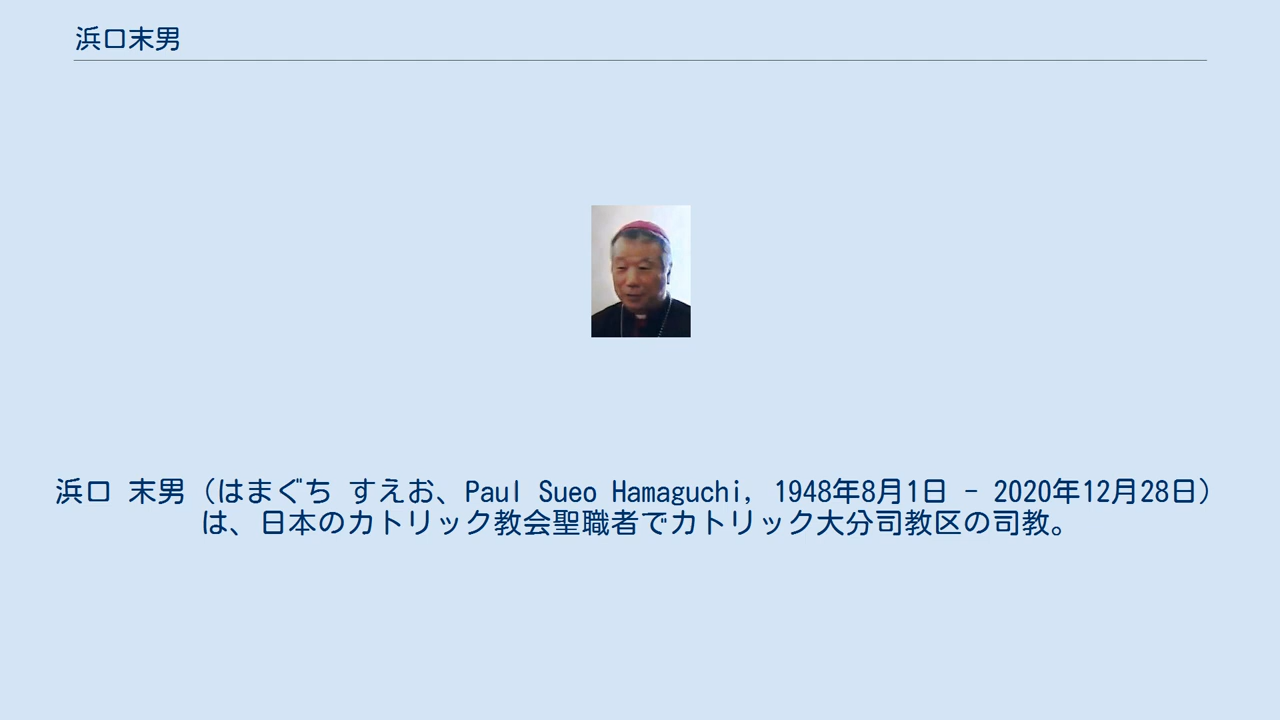 浜口末男
浜口 末男（はまぐち すえお、Paul Sueo Hamaguchi, 1948年8月1日 - 2020年12月28日）
は、日本のカトリック教会聖職者でカトリック大分司教区の司教。